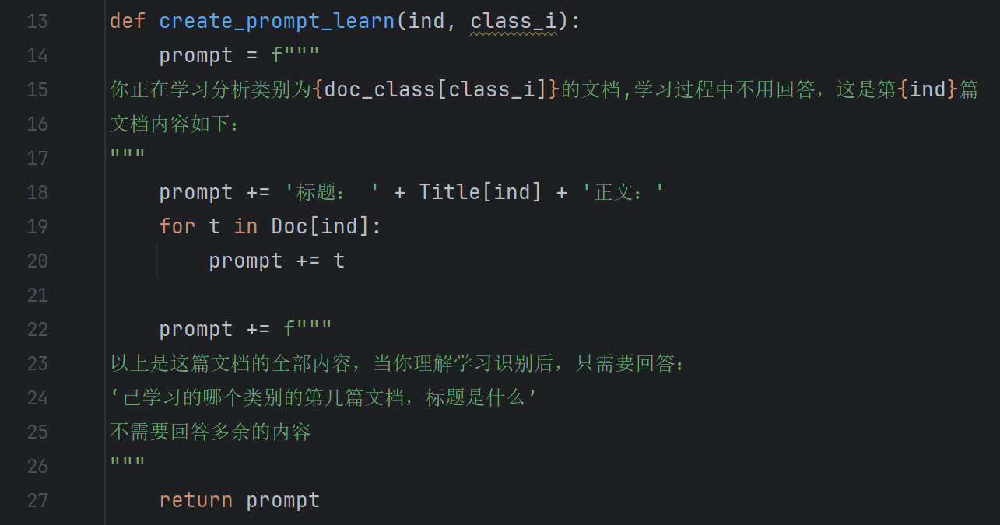 13 def create_prompt_learn(ind, class_i):
14     prompt = f"""
15 你正在学习分析类别为{doc_class[class_i]}的文档,学习过程中不用回答，这是第{ind}篇
16 文档内容如下：
17 """
18     prompt += '标题： ' + Title[ind] + '正文：'
19     for t in Doc[ind]:
20         prompt += t
21
22     prompt += f"""
23 以上是这篇文档的全部内容，当你理解学习识别后，只需要回答：
24 ‘已学习的哪个类别的第几篇文档，标题是什么’
25 不需要回答多余的内容
26 """
27     return prompt